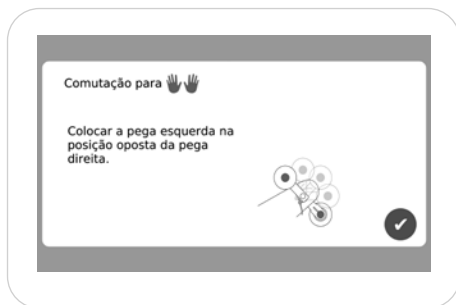 Comutação para
Colocar a pega esquerda na
posição oposta da pega
direita.